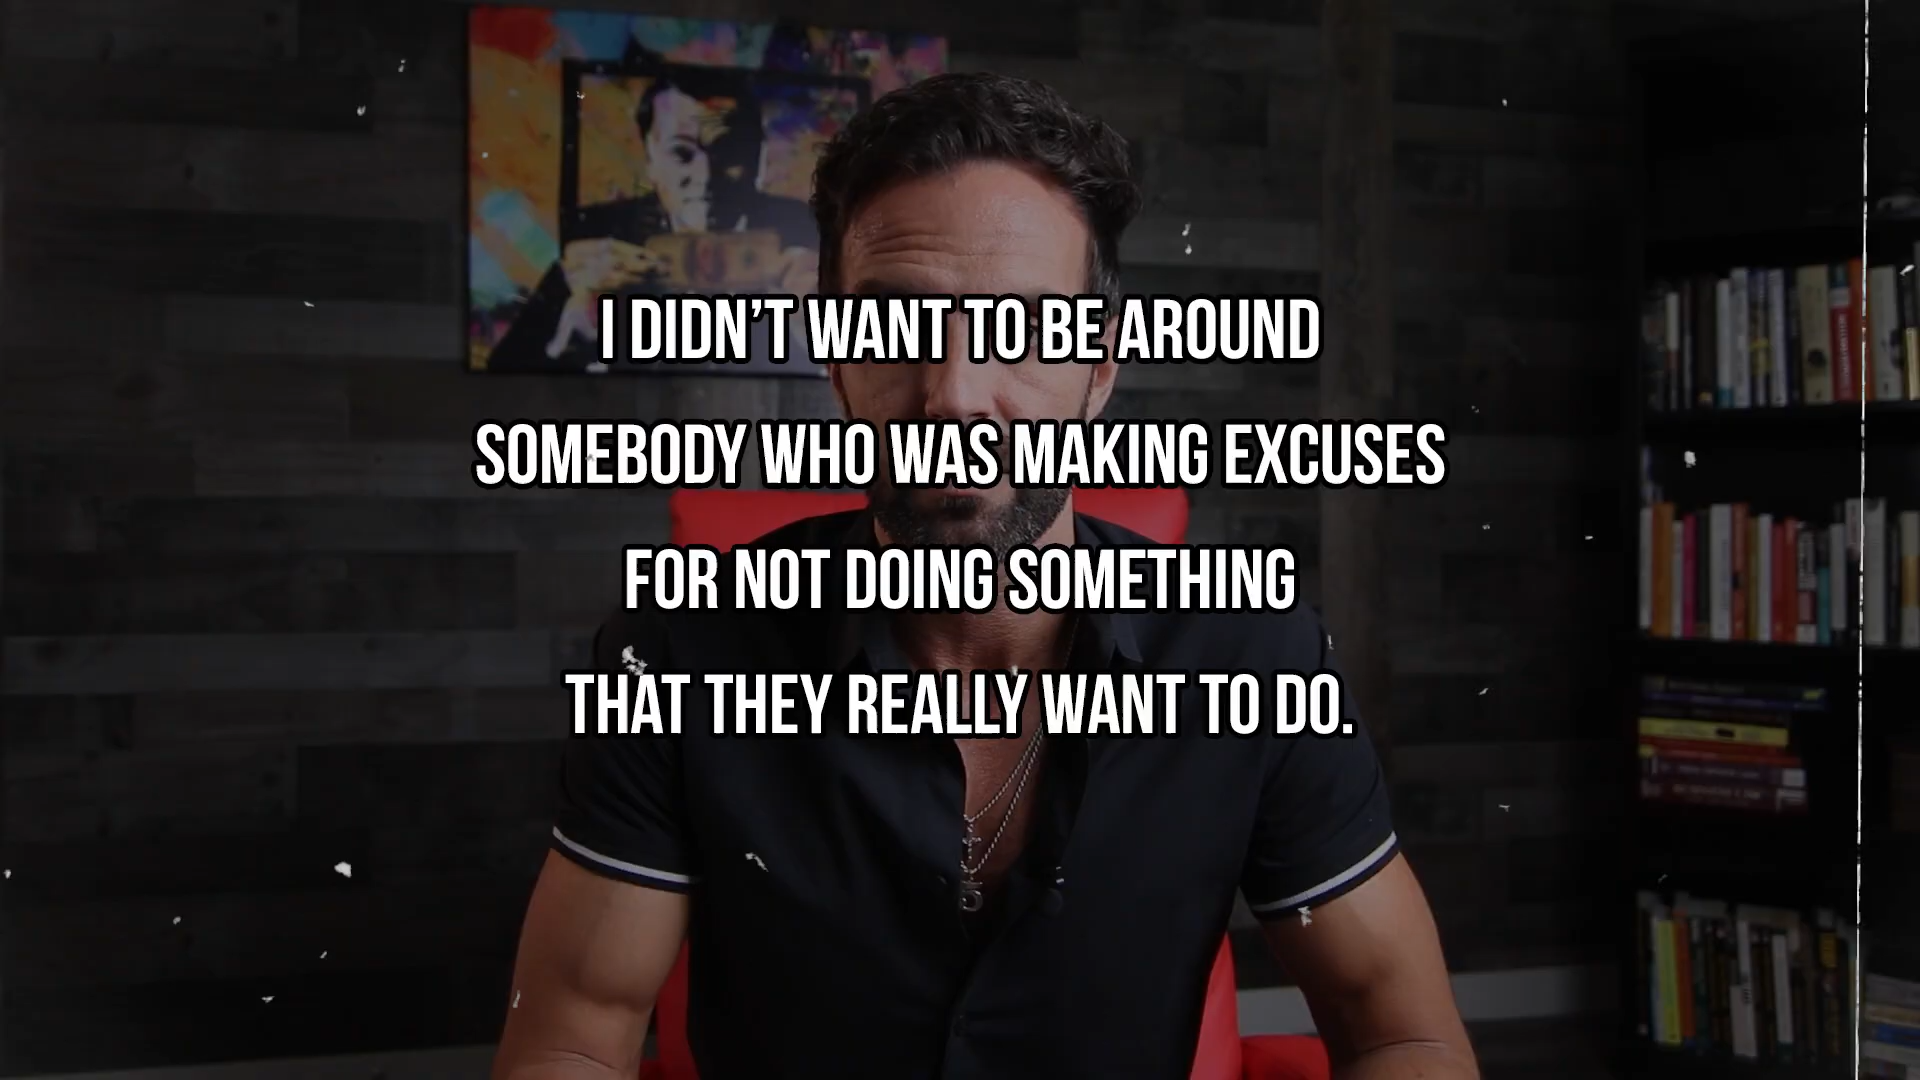 I DIDN’T WANT TO BE AROUND
SOMEBODY WHO WAS MAKING EXCUSES
FOR NOT DOING SOMETHING
THAT THEY REALLY WANT TO DO.
5